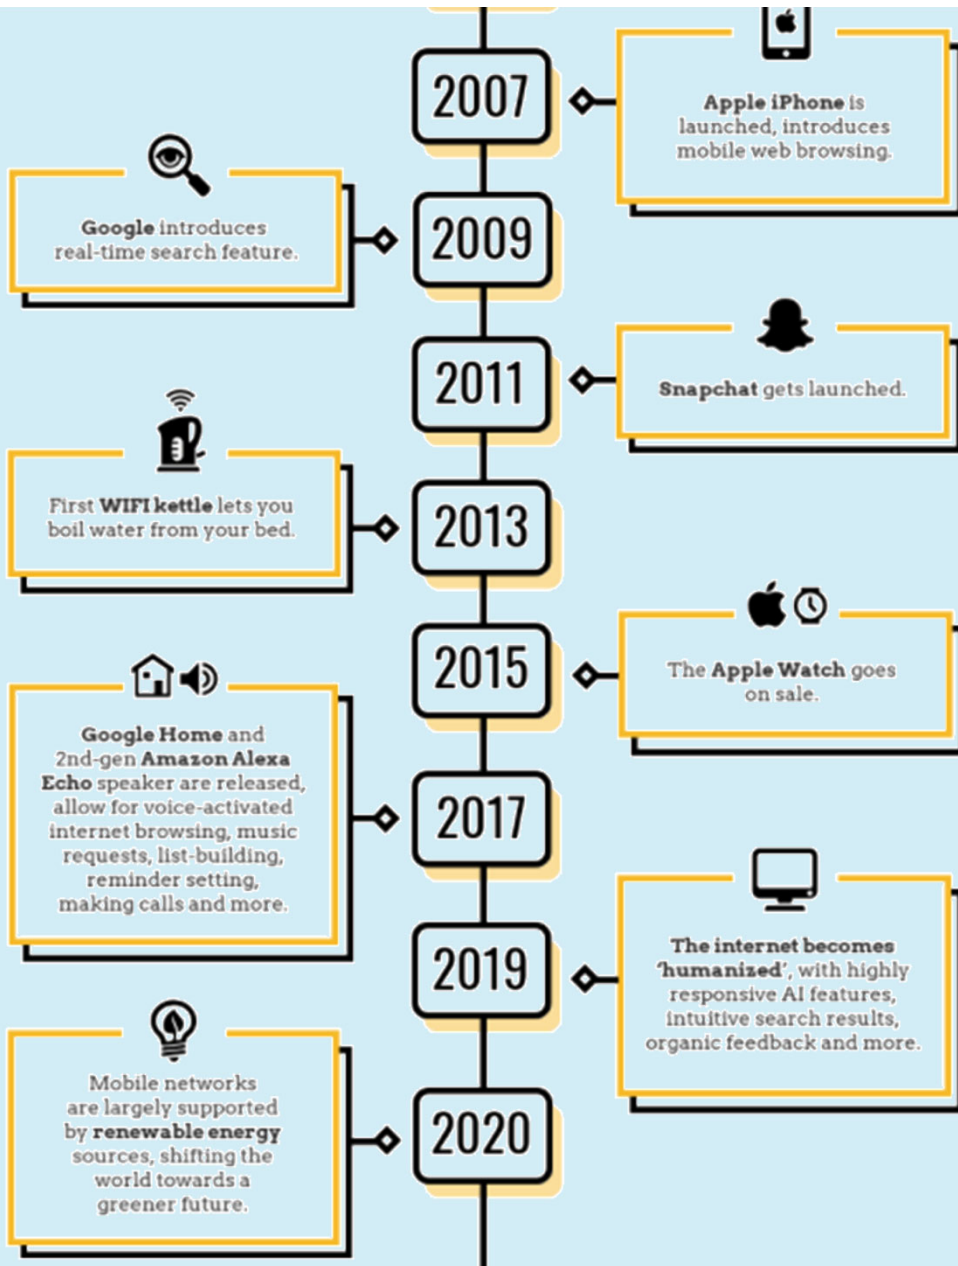 2007
Apple iPhone is
launched, introduces
mobile web browsing.
2009
Google introduces
real-time search feature.
2011
Snapchat gets launched.
2013
First WIFI kettle lets you
boil water from your bed.
2015
The Apple Watch goes
on sale.
2017
Google Home and
2nd-gen Amazon Alexa
Echo speaker are released,
allow for voice-activated
internet browsing, music
requests, list-building,
reminder setting,
making calls and more.
2019
The internet becomes
‘humanized’, with highly
responsive AI features,
intuitive search results,
organic feedback and more.
2020
Mobile networks
are largely supported
by renewable energy
sources, shifting the
world towards a
greener future.